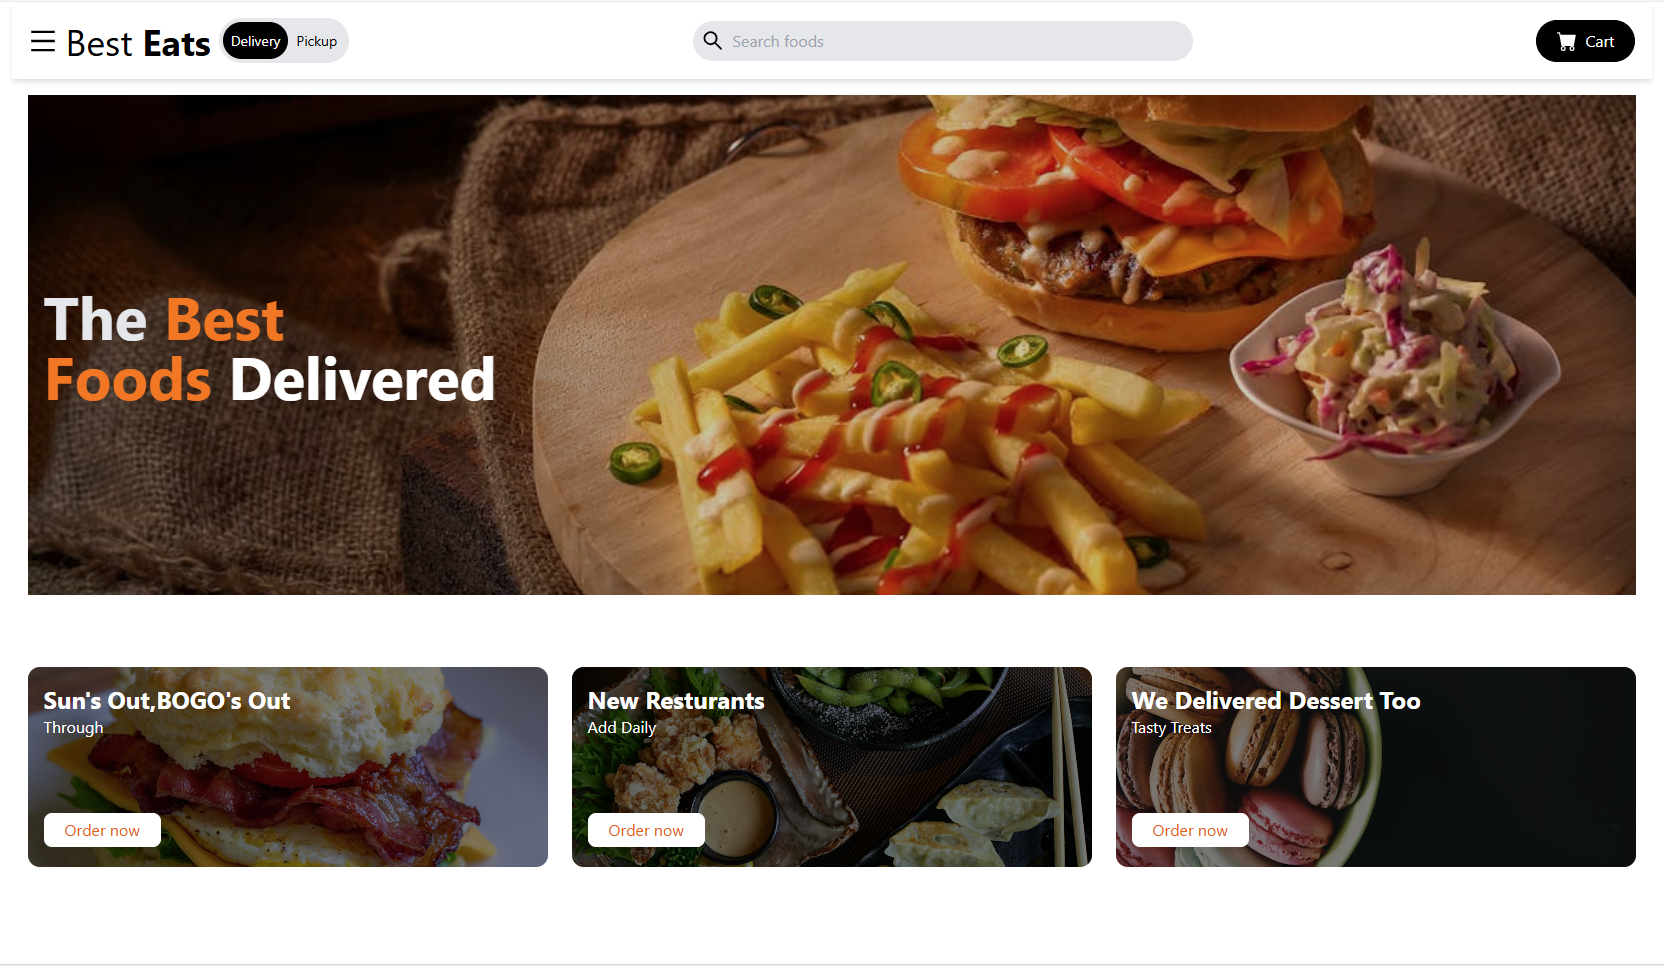 Best Eats
Delivery Pickup
Search foods
Cart
The Best
Foods Delivered
Sun's Out,BOGO's Out
Through
Order now
New Resturants
Add Daily
Order now
We Delivered Dessert Too
Tasty Treats
Order now